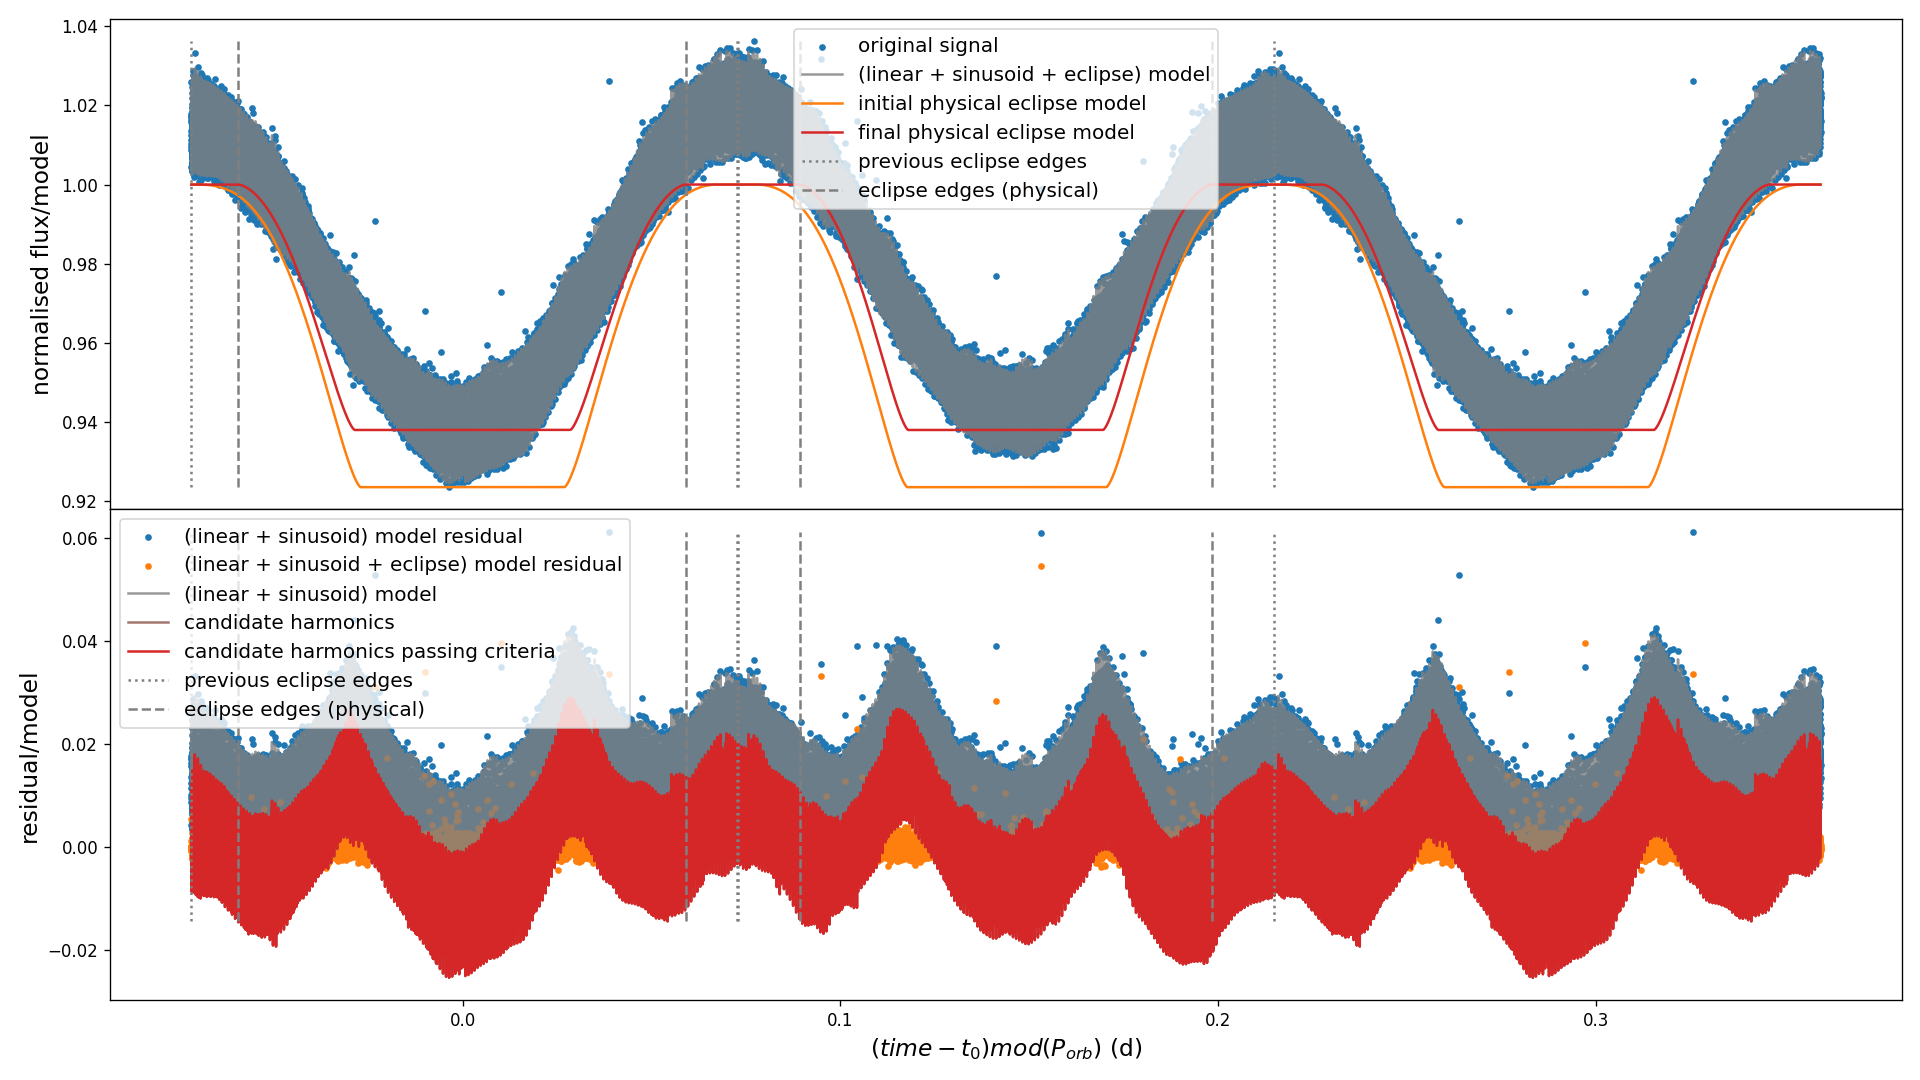 1.04
1.02
1.00
0.98
0.96
0.94
0.92
normalised flux/model
original signal
(linear + sinusoid + eclipse) model
initial physical eclipse model
final physical eclipse model
previous eclipse edges
eclipse edges (physical)
0.06
0.04
0.02
0.00
−0.02
residual/model
(linear + sinusoid) model residual
(linear + sinusoid + eclipse) model residual
(linear + sinusoid) model
candidate harmonics
candidate harmonics passing criteria
previous eclipse edges
eclipse edges (physical)
0.0 0.1 0.2 0.3
(time − t₀)mod(P_orb) (d)